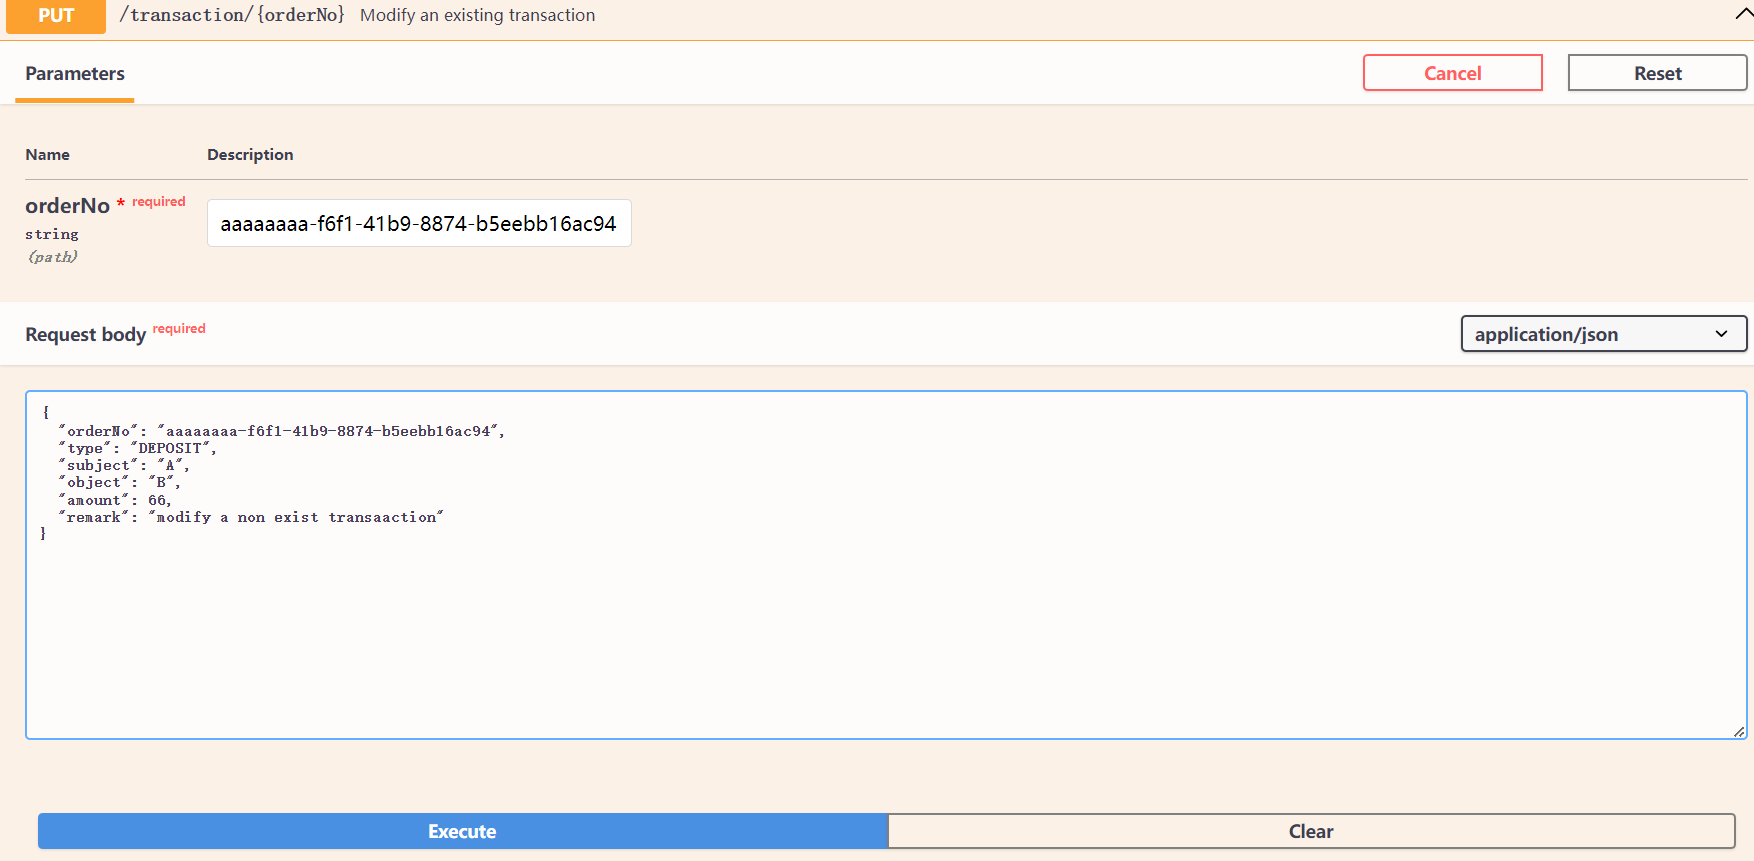 PUT /transaction/{orderNo} Modify an existing transaction
Parameters Cancel Reset
Name Description
orderNo * required
string
(path)
aaaaaaaa-f6f1-41b9-8874-b5eebb16ac94
Request body required application/json
{
"orderNo": "aaaaaaaa-f6f1-41b9-8874-b5eebb16ac94",
"type": "DEPOSIT",
"subject": "A",
"object": "B",
"amount": 66,
"remark": "modify a non exist transaaction"
}
Execute Clear